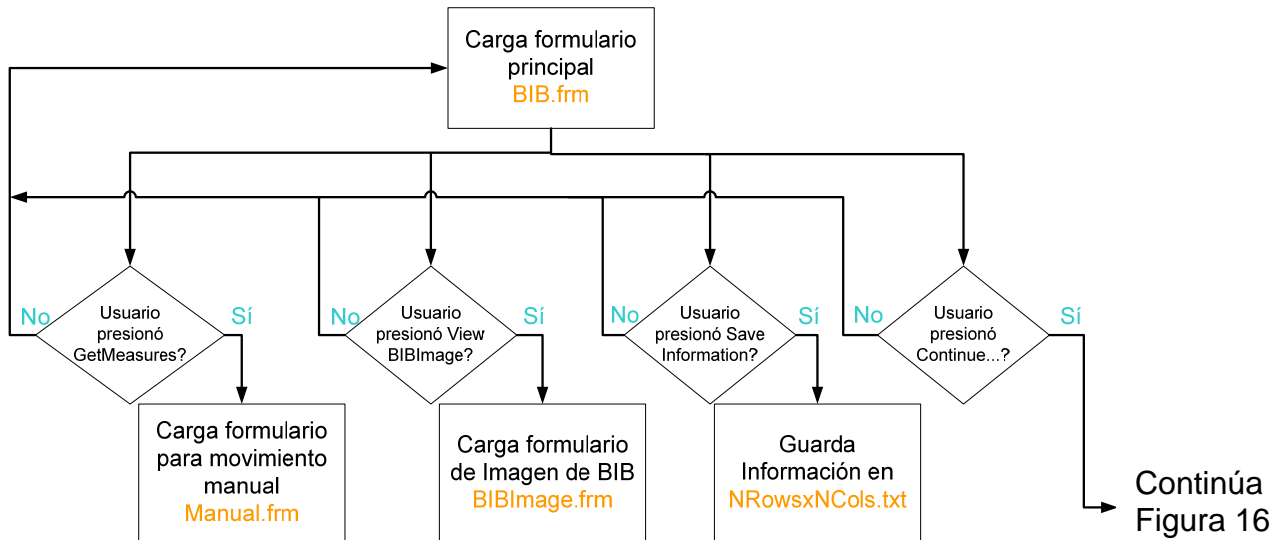 Carga formulario
principal
BIB.frm
Usuario
presionó
GetMeasures?
No
Sí
Usuario
presionó View
BIBImage?
No
Sí
Usuario
presionó Save
Information?
No
Sí
Usuario
presionó
Continue...?
No
Sí
Carga formulario
para movimiento
manual
Manual.frm
Carga formulario
de Imagen de BIB
BIBImage.frm
Guarda
Información en
NRowsxNCols.txt
Continúa
Figura 16